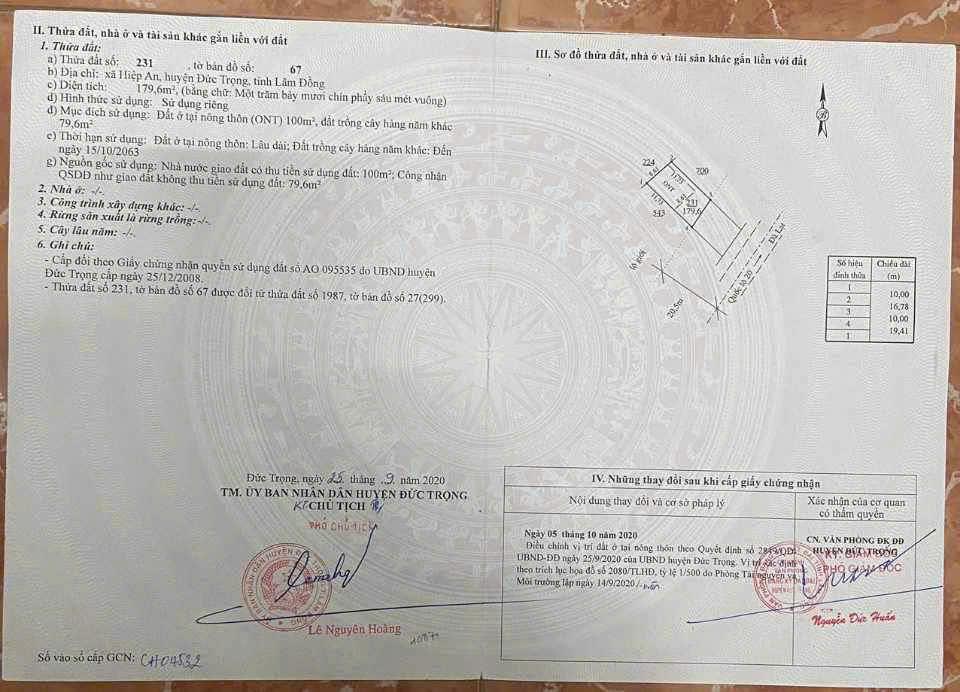 II. Thửa đất, nhà ở và tài sản khác gắn liền với đất
1. Thửa đất:
a) Thửa đất số: 231 , tờ bản đồ số: 67
b) Địa chỉ: xã Hiệp An, huyện Đức Trọng, tỉnh Lâm Đồng
c) Diện tích: 179,6m², (bằng chữ: Một trăm bảy mươi chín phẩy sáu mét vuông)
d) Hình thức sử dụng: Sử dụng riêng
đ) Mục đích sử dụng: Đất ở tại nông thôn (ONT) 100m², đất trồng cây hàng năm khác
79,6m²
e) Thời hạn sử dụng: Đất ở tại nông thôn: Lâu dài; Đất trồng cây hàng năm khác: Đến
ngày 15/10/2063
g) Nguồn gốc sử dụng: Nhà nước giao đất có thu tiền sử dụng đất: 100m²; Công nhận
QSDĐ như giao đất không thu tiền sử dụng đất: 79,6m²
2. Nhà ở: -/-.
3. Công trình xây dựng khác: -/-.
4. Rừng sản xuất là rừng trồng: -/-.
5. Cây lâu năm: -/-.
6. Ghi chú:
- Cấp đổi theo Giấy chứng nhận quyền sử dụng đất số AO 095535 do UBND huyện
Đức Trọng cấp ngày 25/12/2008.
- Thửa đất số 231, tờ bản đồ số 67 được đổi từ thửa đất số 1987, tờ bản đồ số 27(299).
Đức Trọng, ngày 25 tháng .9. năm 2020
TM. ỦY BAN NHÂN DÂN HUYỆN ĐỨC TRỌNG
KT CHỦ TỊCH
PHÓ CHỦ TỊCH
Lê Nguyên Hoàng
Số vào sổ cấp GCN: CH04532
III. Sơ đồ thửa đất, nhà ở và tài sản khác gắn liền với đất
B
224
700
ONT
231
179,6
543
lộ giới
20,5m
Quốc lộ 20
Đà Lạt
Số hiệu đỉnh thửa
Chiều dài (m)
1
10,00
2
16,78
3
10,00
4
19,41
1
IV. Những thay đổi sau khi cấp giấy chứng nhận
Nội dung thay đổi và cơ sở pháp lý
Xác nhận của cơ quan
có thẩm quyền
Ngày 05 tháng 10 năm 2020
Điều chỉnh vị trí đất ở tại nông thôn theo Quyết định số 2849/QĐ-
UBND-ĐĐ ngày 25/9/2020 của UBND huyện Đức Trọng. Vị trí xác định
theo trích lục họa đồ số 2080/TLHĐ, tỷ lệ 1/500 do Phòng Tài nguyên và
Môi trường lập ngày 14/9/2020
CN. VĂN PHÒNG ĐK ĐĐ
HUYỆN ĐỨC TRỌNG
KÝ GIÁM ĐỐC
PHÓ GIÁM ĐỐC
Nguyễn Đức Huấn